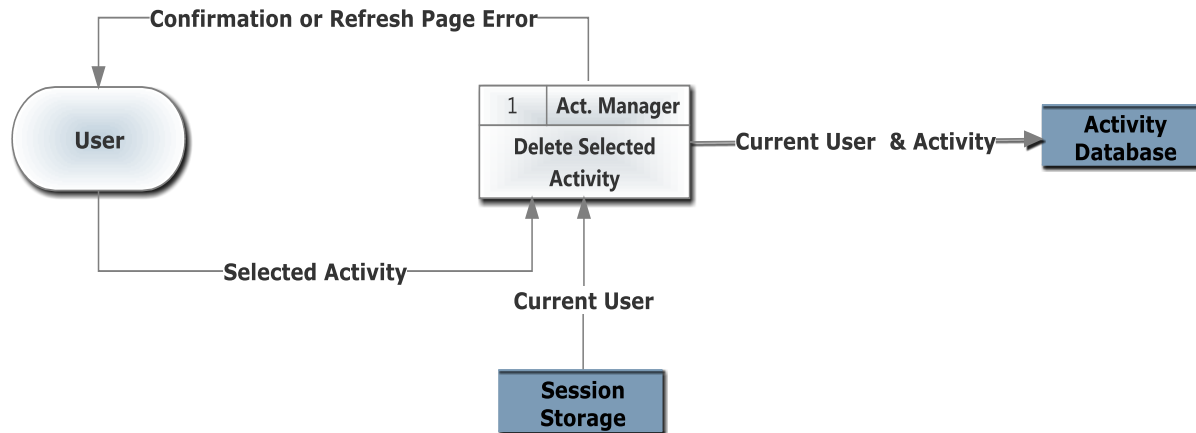 Confirmation or Refresh Page Error
User
1
Act. Manager
Delete Selected
Activity
Current User & Activity
Activity
Database
Selected Activity
Current User
Session
Storage